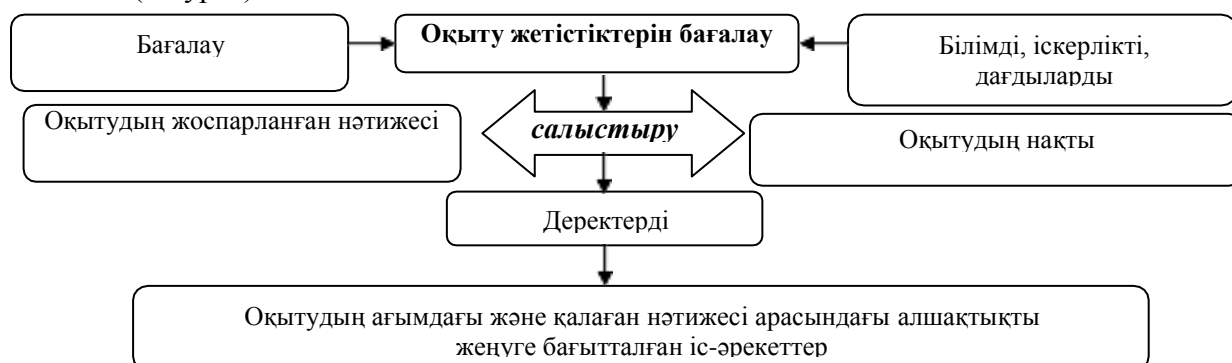 Бағалау
Оқыту жетістіктерін бағалау
Білімді, іскерлікті,
дағдыларды
Оқытудың жоспарланған нәтижесі
салыстыру
Оқытудың нақты
Деректерді
Оқытудың ағымдағы және қалаған нәтижесі арасындағы алшақтықты
жеңуге бағытталған іс-әрекеттер